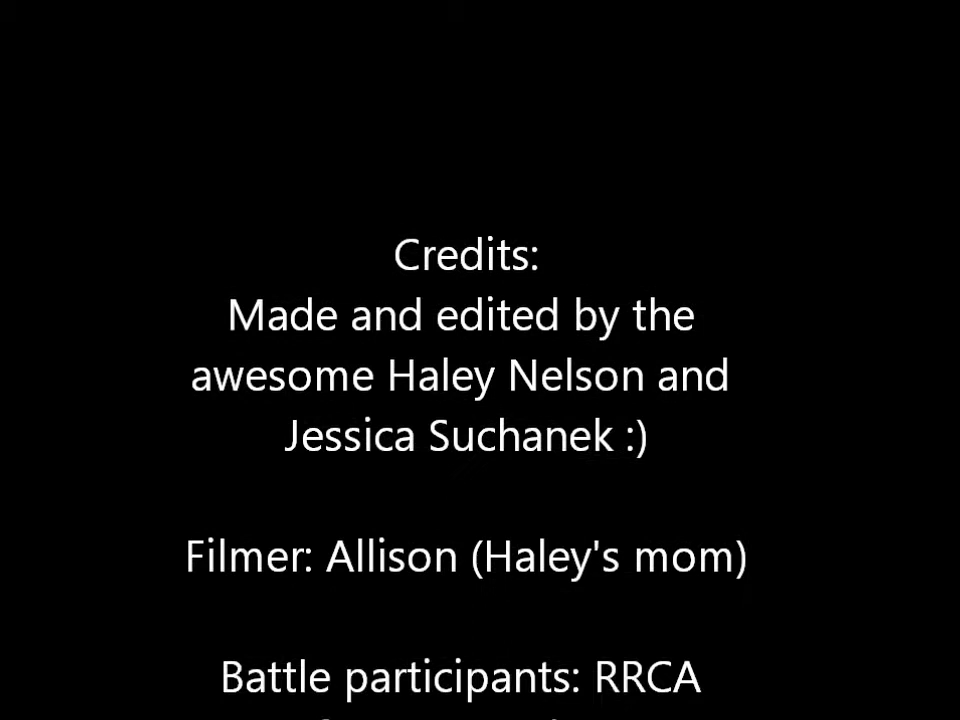 Credits:
Made and edited by the
awesome Haley Nelson and
Jessica Suchanek :)
Filmer: Allison (Haley's mom)
Battle participants: RRCA